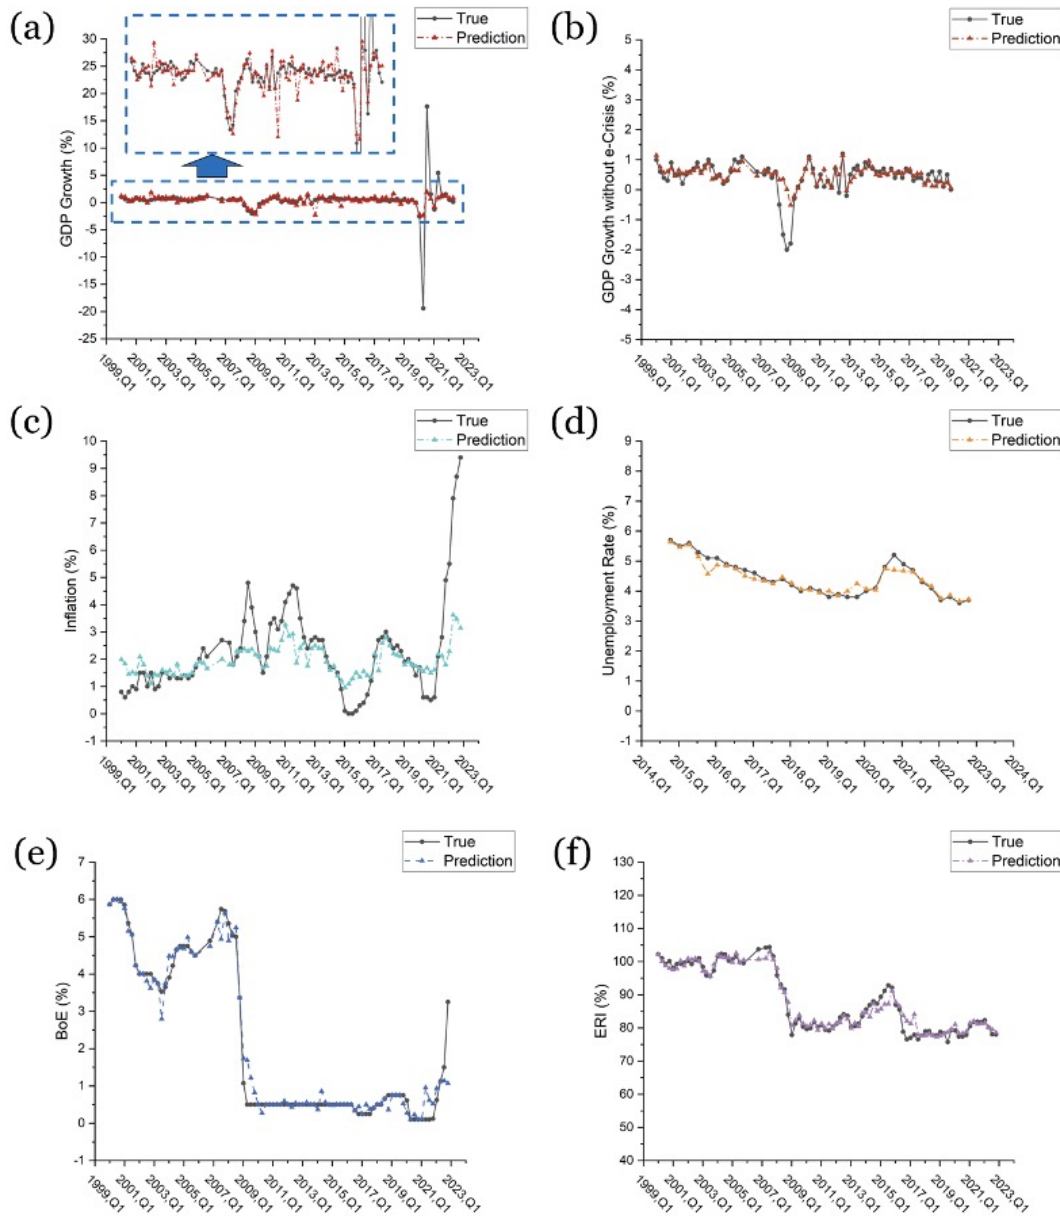 (a)
True
Prediction
GDP Growth (%)
30
25
20
15
10
5
0
-5
-10
-15
-20
-25
1999,Q1
2001,Q1
2003,Q1
2005,Q1
2007,Q1
2009,Q1
2011,Q1
2013,Q1
2015,Q1
2017,Q1
2019,Q1
2021,Q1
2023,Q1
(b)
True
Prediction
GDP Growth without e-Crisis (%)
5
4
3
2
1
0
-1
-2
-3
-4
-5
1999,Q1
2001,Q1
2003,Q1
2005,Q1
2007,Q1
2009,Q1
2011,Q1
2013,Q1
2015,Q1
2017,Q1
2019,Q1
2021,Q1
2023,Q1
(c)
True
Prediction
Inflation (%)
10
9
8
7
6
5
4
3
2
1
0
-1
1999,Q1
2001,Q1
2003,Q1
2005,Q1
2007,Q1
2009,Q1
2011,Q1
2013,Q1
2015,Q1
2017,Q1
2019,Q1
2021,Q1
2023,Q1
(d)
True
Prediction
Unemployment Rate (%)
9
8
7
6
5
4
3
2
1
0
-1
2014,Q1
2015,Q1
2016,Q1
2017,Q1
2018,Q1
2019,Q1
2020,Q1
2021,Q1
2022,Q1
2023,Q1
2024,Q1
(e)
True
Prediction
BoE (%)
7
6
5
4
3
2
1
0
-1
1999,Q1
2001,Q1
2003,Q1
2005,Q1
2007,Q1
2009,Q1
2011,Q1
2013,Q1
2015,Q1
2017,Q1
2019,Q1
2021,Q1
2023,Q1
(f)
True
Prediction
ERI (%)
130
120
110
100
90
80
70
60
50
40
1999,Q1
2001,Q1
2003,Q1
2005,Q1
2007,Q1
2009,Q1
2011,Q1
2013,Q1
2015,Q1
2017,Q1
2019,Q1
2021,Q1
2023,Q1